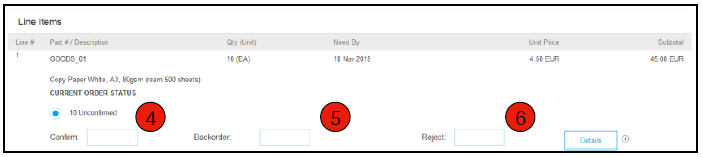 Line Items
Line # Part # / Description Qty (Unit) Need By Unit Price Subtotal
1 GOODS_01 10 (EA) 18 Nov 2015 4.50 EUR 45.00 EUR
Copy Paper White, A3, 80gsm (ream 500 sheets)
CURRENT ORDER STATUS
10 Unconfirmed
4 5 6
Confirm: Backorder: Reject: Details